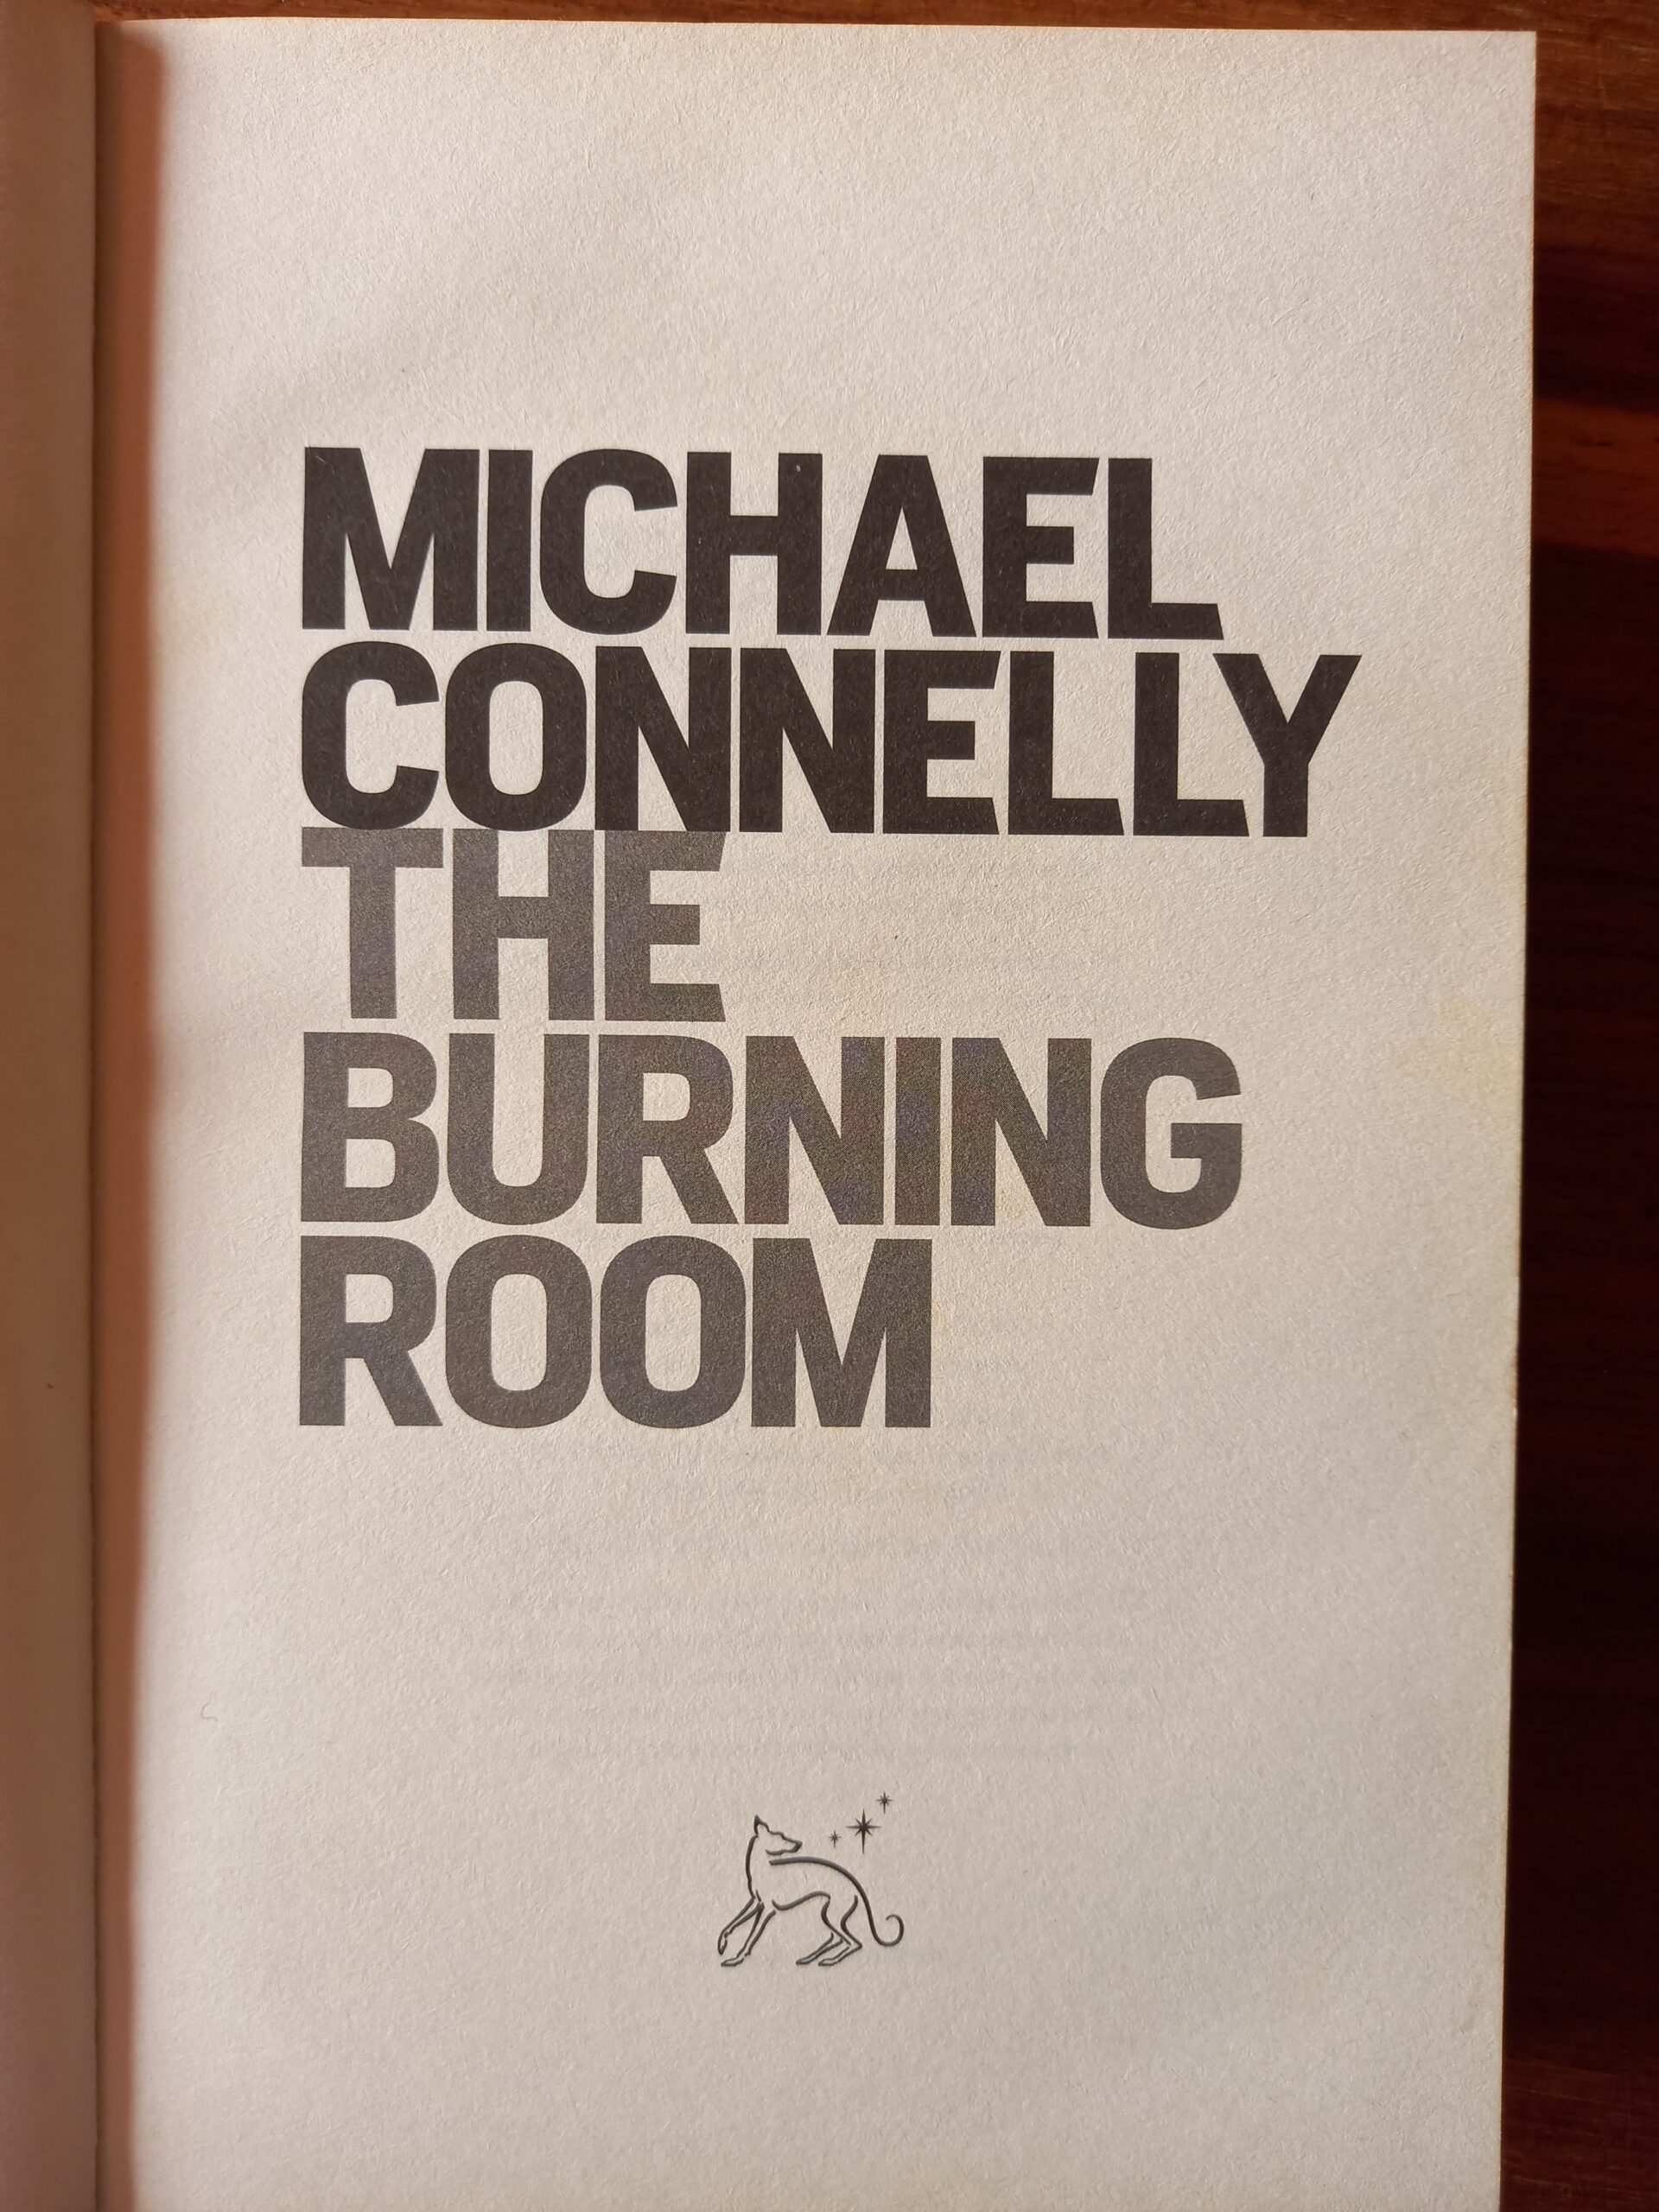 MICHAEL
CONNELLY
THE
BURNING
ROOM